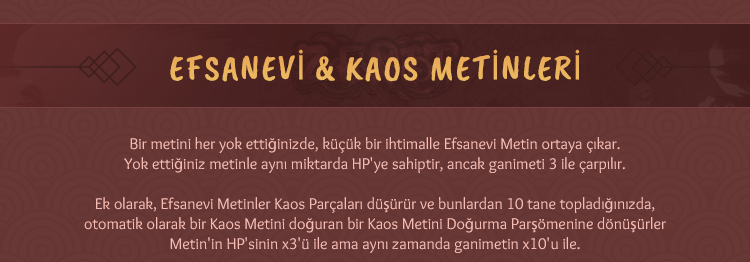 EFSANEVİ & KAOS METİNLERİ
Bir metini her yok ettiğinizde, küçük bir ihtimalle Efsanevi Metin ortaya çıkar.
Yok ettiğiniz metinle aynı miktarda HP'ye sahiptir, ancak ganimeti 3 ile çarpılır.
Ek olarak, Efsanevi Metinler Kaos Parçaları düşürür ve bunlardan 10 tane topladığınızda,
otomatik olarak bir Kaos Metini doğuran bir Kaos Metini Doğurma Parşömenine dönüşürler
Metin'in HP'sinin x3'ü ile ama aynı zamanda ganimetin x10'u ile.